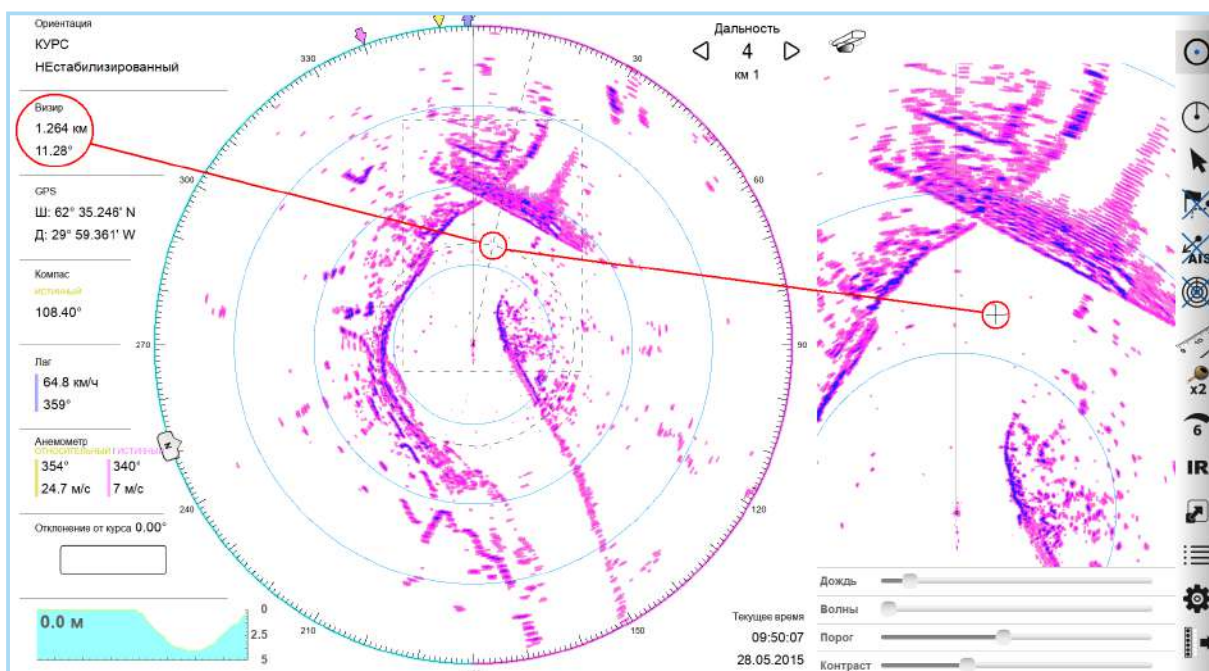 Ориентация
КУРС
НЕстабилизированный
Визир
1.264 км
11.28°
GPS
Ш: 62° 35.246' N
Д: 29° 59.361' W
Компас
ИСТИННЫЙ
108.40°
Лаг
64.8 км/ч
359°
Анемометр
ОТНОСИТЕЛЬНЫЙ ИСТИННЫЙ
354° 340°
24.7 м/с 7 м/с
Отклонение от курса 0.00°
0.0 м
0
2.5
5
330
30
300
60
270
90
N
240
120
210
150
Дальность
4
км 1
Текущее время
09:50:07
28.05.2015
Дождь
Волны
Порог
Контраст
AIS
x2
6
IR